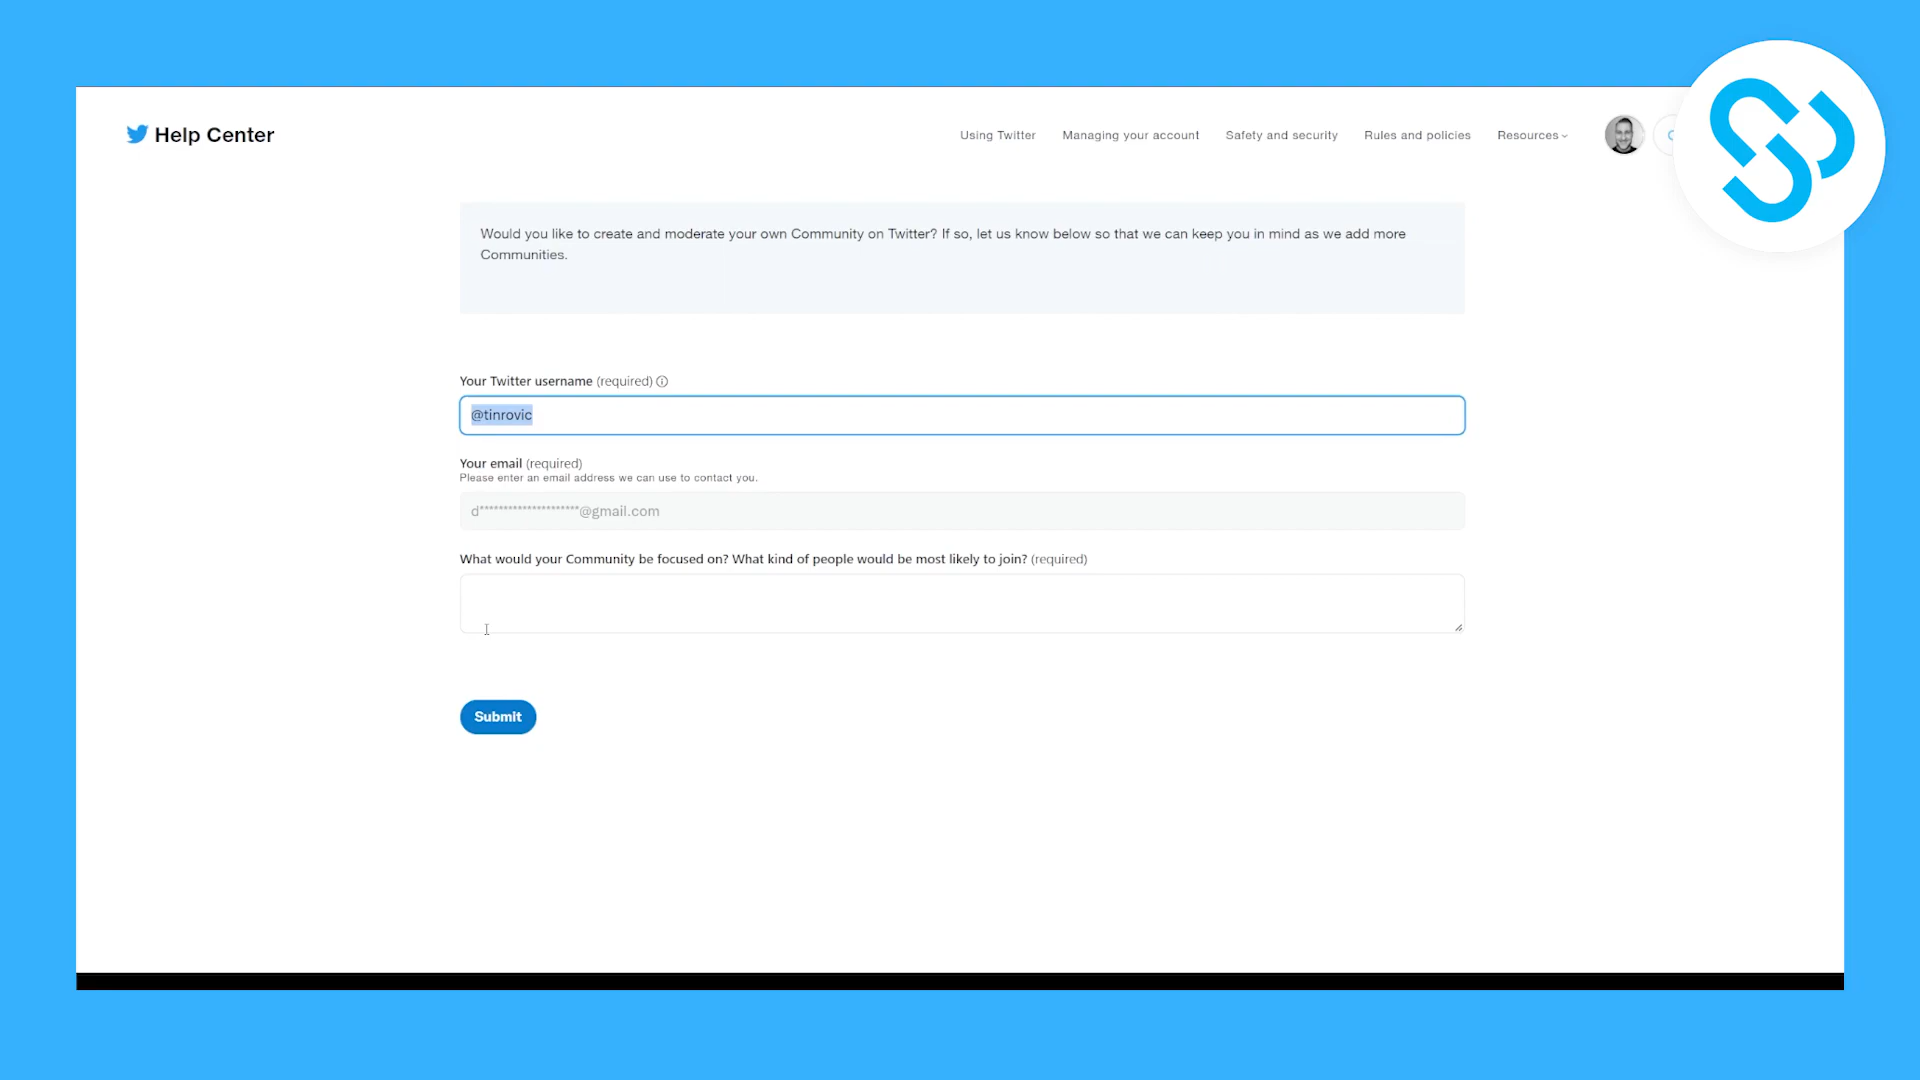 Help Center
Using Twitter
Managing your account
Safety and security
Rules and policies
Resources
Would you like to create and moderate your own Community on Twitter? If so, let us know below so that we can keep you in mind as we add more
Communities.
Your Twitter username (required)
@tinrovic
Your email (required)
Please enter an email address we can use to contact you.
d*********************@gmail.com
What would your Community be focused on? What kind of people would be most likely to join? (required)
Submit